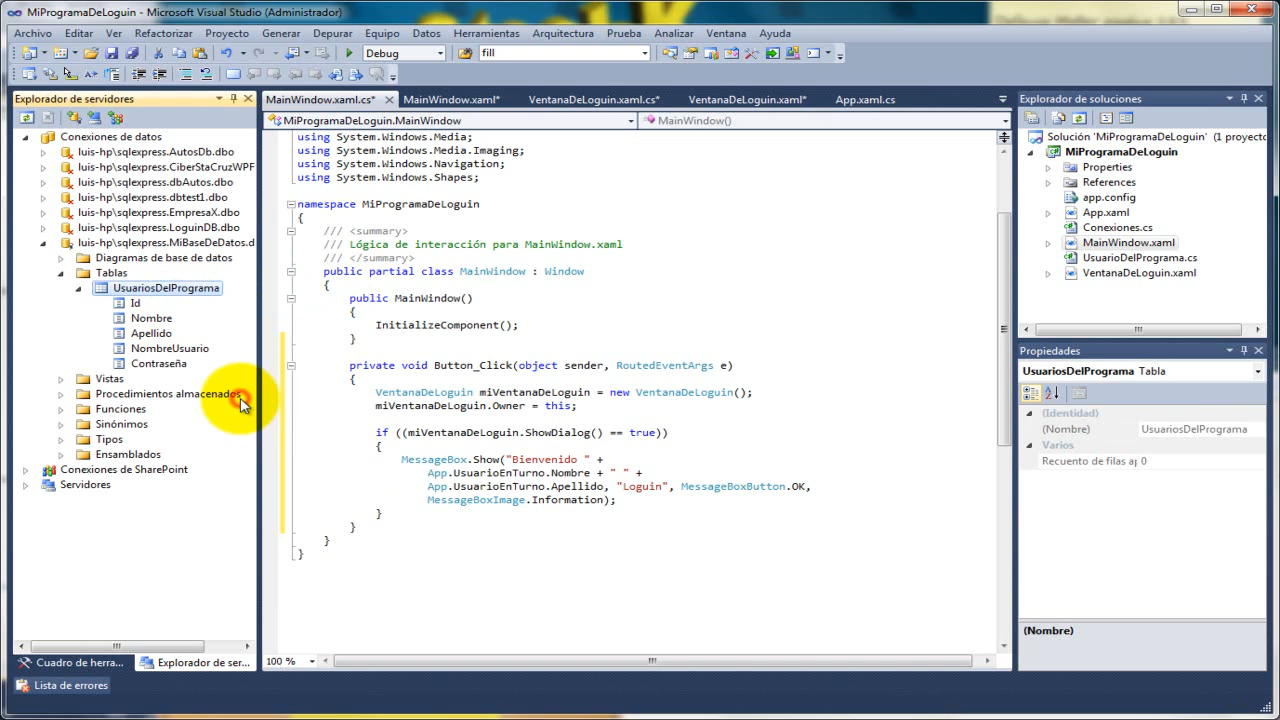 MiProgramaDeLoguin - Microsoft Visual Studio (Administrador)
Archivo Editar Ver Refactorizar Proyecto Generar Depurar Equipo Datos Herramientas Arquitectura Prueba Analizar Ventana Ayuda
Debug fill
Explorador de servidores
Conexiones de datos
luis-hp\sqlexpress.AutosDb.dbo
luis-hp\sqlexpress.CiberStaCruzWPF
luis-hp\sqlexpress.dbAutos.dbo
luis-hp\sqlexpress.dbtest1.dbo
luis-hp\sqlexpress.EmpresaX.dbo
luis-hp\sqlexpress.LoguinDB.dbo
luis-hp\sqlexpress.MiBaseDeDatos.d
Diagramas de base de datos
Tablas
UsuariosDelPrograma
Id
Nombre
Apellido
NombreUsuario
Contraseña
Vistas
Procedimientos almacenados
Funciones
Sinónimos
Tipos
Ensamblados
Conexiones de SharePoint
Servidores
Cuadro de herra... Explorador de ser...
Lista de errores
MainWindow.xaml.cs* MainWindow.xaml* VentanaDeLoguin.xaml.cs* VentanaDeLoguin.xaml* App.xaml.cs
MiProgramaDeLoguin.MainWindow MainWindow()
using System.Windows.Media;
using System.Windows.Media.Imaging;
using System.Windows.Navigation;
using System.Windows.Shapes;
namespace MiProgramaDeLoguin
{
/// <summary>
/// Lógica de interacción para MainWindow.xaml
/// </summary>
public partial class MainWindow : Window
{
public MainWindow()
{
InitializeComponent();
}
private void Button_Click(object sender, RoutedEventArgs e)
{
VentanaDeLoguin miVentanaDeLoguin = new VentanaDeLoguin();
miVentanaDeLoguin.Owner = this;
if ((miVentanaDeLoguin.ShowDialog() == true))
{
MessageBox.Show("Bienvenido " +
App.UsuarioEnTurno.Nombre + " " +
App.UsuarioEnTurno.Apellido, "Loguin", MessageBoxButton.OK,
MessageBoxImage.Information);
}
}
}
}
100 %
Explorador de soluciones
Solución 'MiProgramaDeLoguin' (1 proyecto
MiProgramaDeLoguin
Properties
References
app.config
App.xaml
Conexiones.cs
MainWindow.xaml
UsuarioDelPrograma.cs
VentanaDeLoguin.xaml
Propiedades
UsuariosDelPrograma Tabla
(Identidad)
(Nombre) UsuariosDelPrograma
Varios
Recuento de filas ap 0
(Nombre)